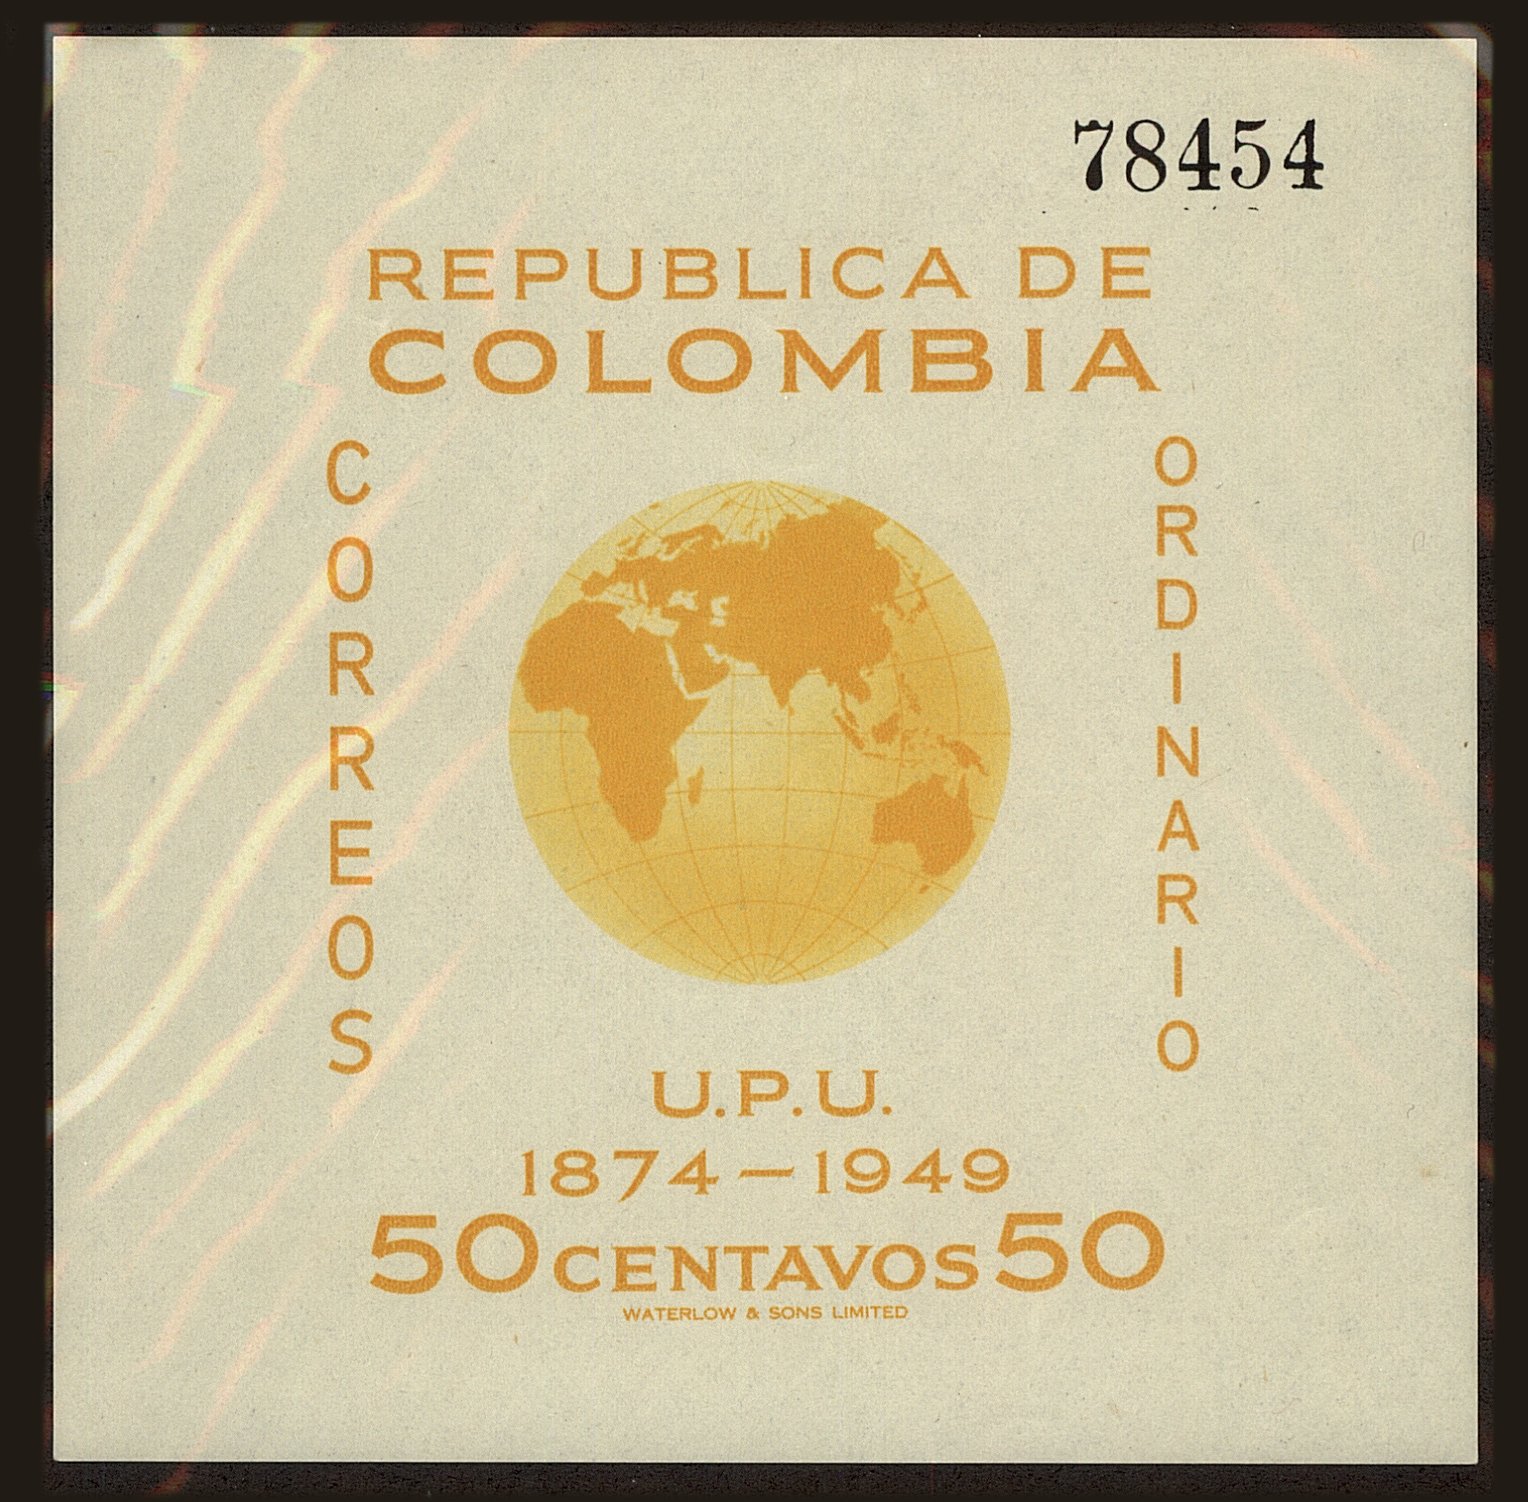 78454
REPUBLICA DE
COLOMBIA
CORREOS
ORDINARIO
U.P.U.
1874-1949
50 CENTAVOS 50
WATERLOW & SONS LIMITED